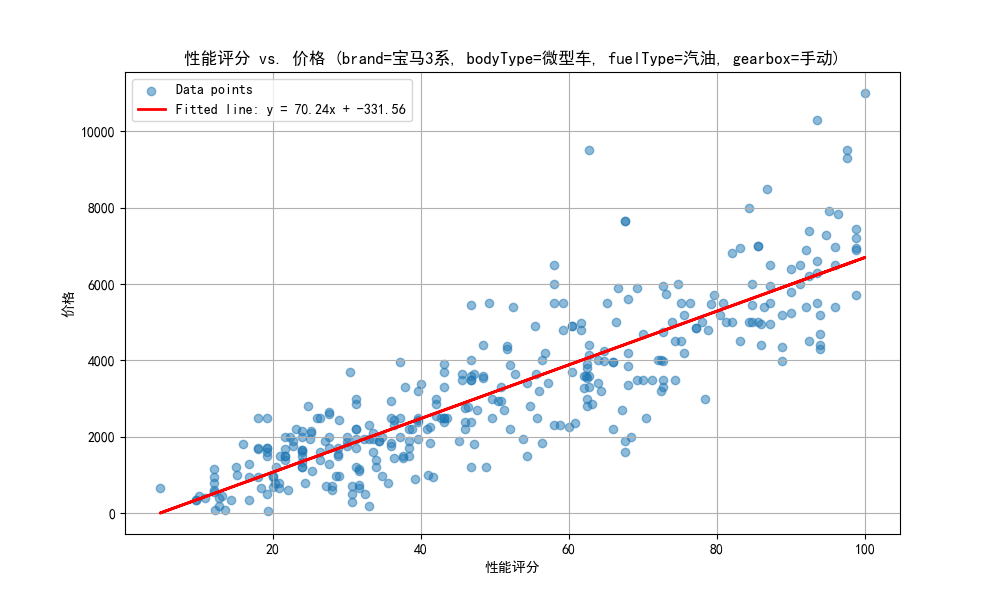 性能评分 vs. 价格 (brand=宝马3系, bodyType=微型车, fuelType=汽油, gearbox=手动)
Data points
Fitted line: y = 70.24x + -331.56
价格
10000
8000
6000
4000
2000
0
20 40 60 80 100
性能评分